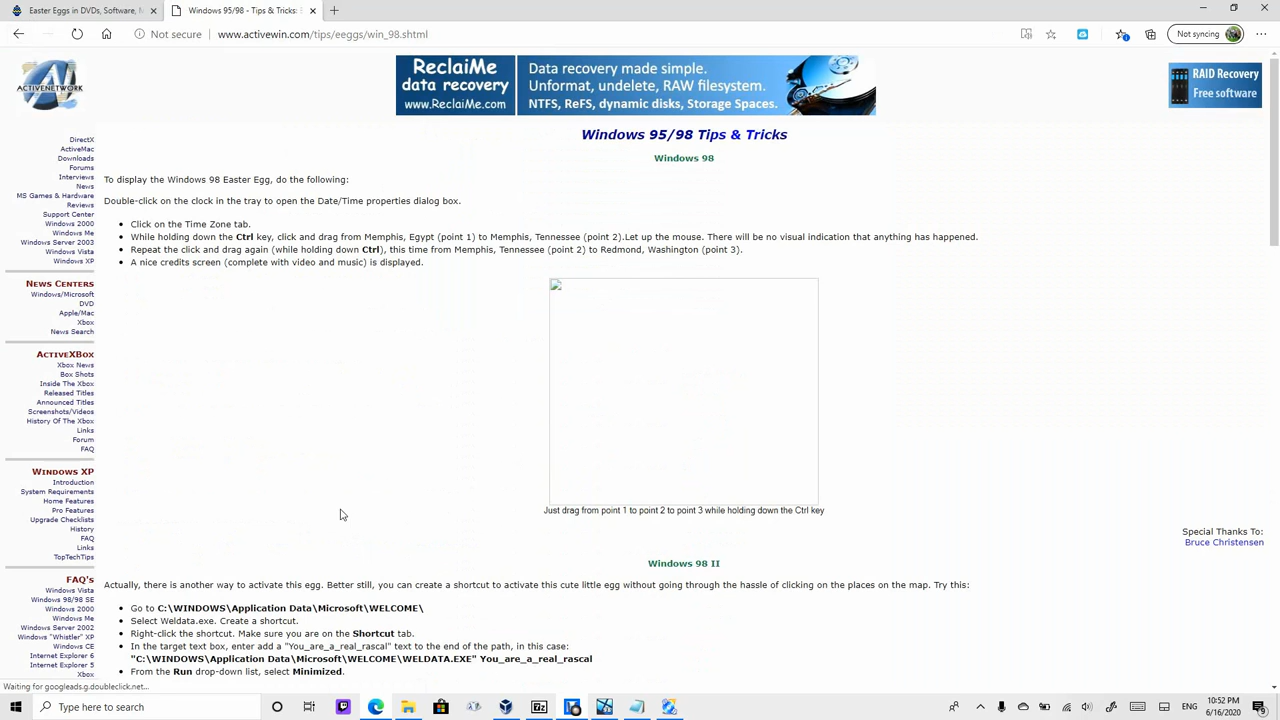 Easter Eggs in DVDs, Software, M
Windows 95/98 - Tips & Tricks: E
Not secure
www.activewin.com/tips/eeggs/win_98.shtml
Not syncing
ACTIVENETWORK
ReclaiMe
data recovery
www.ReclaiMe.com
Data recovery made simple.
Unformat, undelete, RAW filesystem.
NTFS, ReFS, dynamic disks, Storage Spaces.
RAID Recovery
Free software
DirectX
ActiveMac
Downloads
Forums
Interviews
News
MS Games & Hardware
Reviews
Support Center
Windows 2000
Windows Me
Windows Server 2003
Windows Vista
Windows XP
News Centers
Windows/Microsoft
DVD
Apple/Mac
Xbox
News Search
ActiveXBox
Xbox News
Box Shots
Inside The Xbox
Released Titles
Announced Titles
Screenshots/Videos
History Of The Xbox
Links
Forum
FAQ
Windows XP
Introduction
System Requirements
Home Features
Pro Features
Upgrade Checklists
History
FAQ
Links
TopTechTips
FAQ's
Windows Vista
Windows 98/98 SE
Windows 2000
Windows Me
Windows Server 2002
Windows "Whistler" XP
Windows CE
Internet Explorer 6
Internet Explorer 5
Xbox
Windows 95/98 Tips & Tricks
Windows 98
To display the Windows 98 Easter Egg, do the following:
Double-click on the clock in the tray to open the Date/Time properties dialog box.
Click on the Time Zone tab.
While holding down the Ctrl key, click and drag from Memphis, Egypt (point 1) to Memphis, Tennessee (point 2).Let up the mouse. There will be no visual indication that anything has happened.
Repeat the click and drag again (while holding down Ctrl), this time from Memphis, Tennessee (point 2) to Redmond, Washington (point 3).
A nice credits screen (complete with video and music) is displayed.
Just drag from point 1 to point 2 to point 3 while holding down the Ctrl key
Special Thanks To:
Bruce Christensen
Windows 98 II
Actually, there is another way to activate this egg. Better still, you can create a shortcut to activate this cute little egg without going through the hassle of clicking on the places on the map. Try this:
Go to C:\WINDOWS\Application Data\Microsoft\WELCOME\
Select Weldata.exe. Create a shortcut.
Right-click the shortcut. Make sure you are on the Shortcut tab.
In the target text box, enter add a "You_are_a_real_rascal" text to the end of the path, in this case:
"C:\WINDOWS\Application Data\Microsoft\WELCOME\WELDATA.EXE" You_are_a_real_rascal
From the Run drop-down list, select Minimized.
Waiting for googleads.g.doubleclick.net...
Type here to search
ENG
10:52 PM
6/16/2020